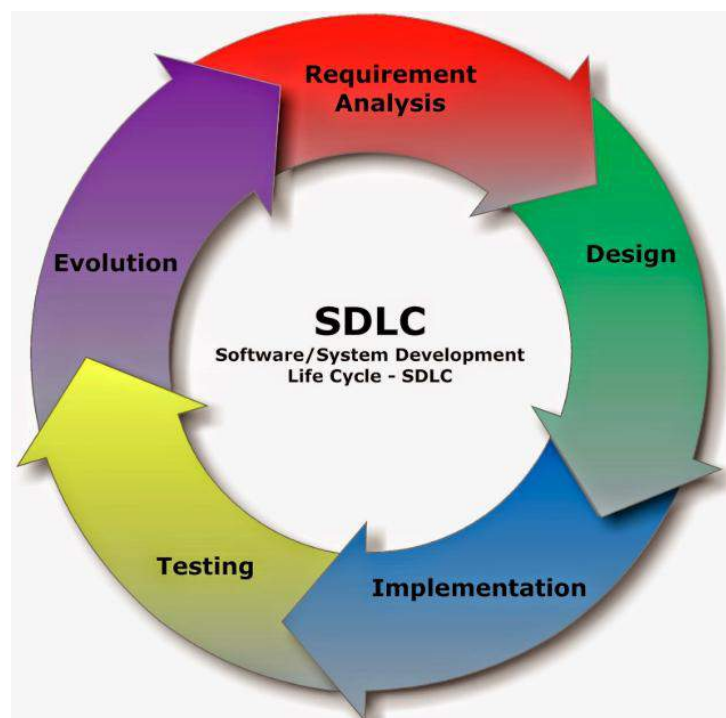 Requirement
Analysis
Design
Implementation
Testing
Evolution
SDLC
Software/System Development
Life Cycle - SDLC